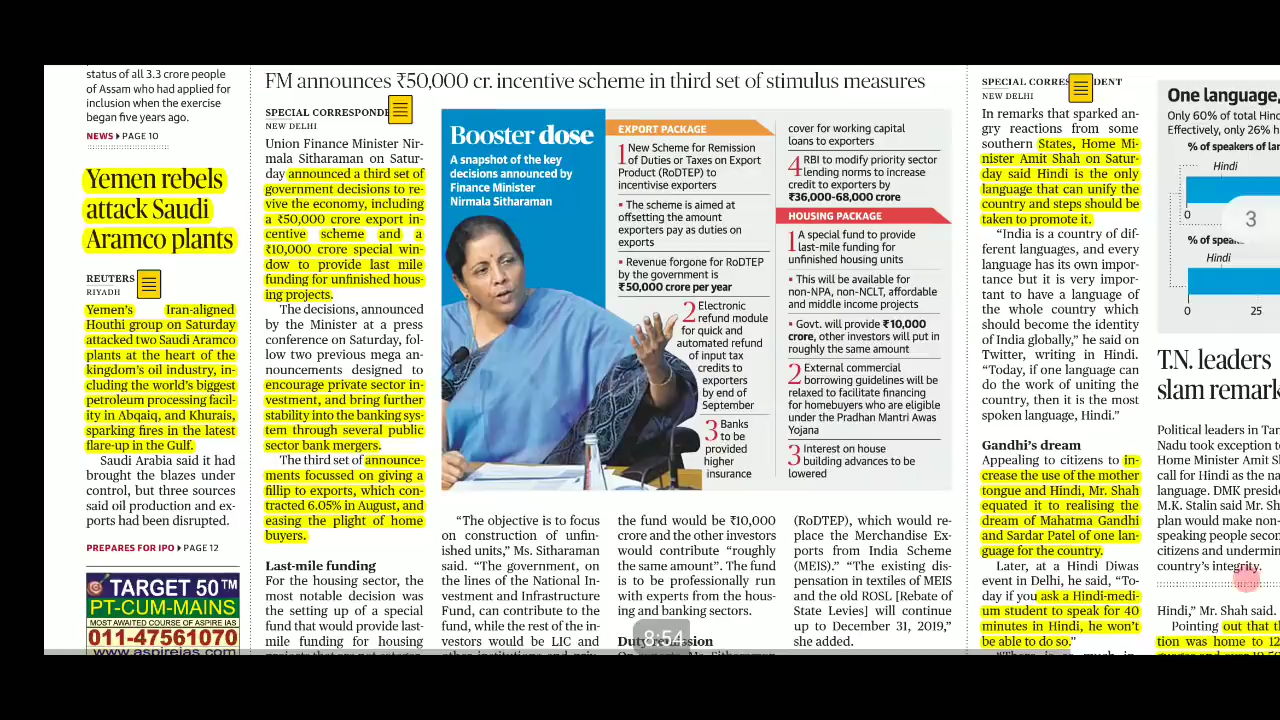 status of all 3.3 crore people
of Assam who had applied for
inclusion when the exercise
began five years ago.
NEWS PAGE 10
Yemen rebels
attack Saudi
Aramco plants
REUTERS
RIYADH
Yemen's Iran-aligned
Houthi group on Saturday
attacked two Saudi Aramco
plants at the heart of the
kingdom's oil industry, in-
cluding the world's biggest
petroleum processing facil-
ity in Abqaiq, and Khurais,
sparking fires in the latest
flare-up in the Gulf.
Saudi Arabia said it had
brought the blazes under
control, but three sources
said oil production and ex-
ports had been disrupted.
PREPARES FOR IPO PAGE 12
TARGET 50™
PT-CUM-MAINS
MOST AWAITED COURSE OF ASPIRE IAS
011-47561070
www.aspireias.com
FM announces ₹50,000 cr. incentive scheme in third set of stimulus measures
SPECIAL CORRESPONDE
NEW DELHI
Union Finance Minister Nir-
mala Sitharaman on Satur-
day announced a third set of
government decisions to re-
vive the economy, including
a ₹50,000 crore export in-
centive scheme and a
₹10,000 crore special win-
dow to provide last mile
funding for unfinished hous-
ing projects.
The decisions, announced
by the Minister at a press
conference on Saturday, fol-
low two previous mega an-
nouncements designed to
encourage private sector in-
vestment, and bring further
stability into the banking sys-
tem through several public
sector bank mergers.
The third set of announce-
ments focussed on giving a
fillip to exports, which con-
tracted 6.05% in August, and
easing the plight of home
buyers.
Last-mile funding
For the housing sector, the
most notable decision was
the setting up of a special
fund that would provide last-
mile funding for housing
Booster dose
A snapshot of the key
decisions announced by
Finance Minister
Nirmala Sitharaman
EXPORT PACKAGE
1 New Scheme for Remission
of Duties or Taxes on Export
Product (RoDTEP) to
incentivise exporters
▪ The scheme is aimed at
offsetting the amount
exporters pay as duties on
exports
▪ Revenue forgone for RoDTEP
by the government is
₹50,000 crore per year
2 Electronic
refund module
for quick and
automated refund
of input tax
credits to
exporters
by end of
September
3 Banks
to be
provided
higher
insurance
cover for working capital
loans to exporters
4 RBI to modify priority sector
lending norms to increase
credit to exporters by
₹36,000-68,000 crore
HOUSING PACKAGE
1 A special fund to provide
last-mile funding for
unfinished housing units
▪ This will be available for
non-NPA, non-NCLT, affordable
and middle income projects
▪ Govt. will provide ₹10,000
crore, other investors will put in
roughly the same amount
2 External commercial
borrowing guidelines will be
relaxed to facilitate financing
for homebuyers who are eligible
under the Pradhan Mantri Awas
Yojana
3 Interest on house
building advances to be
lowered
"The objective is to focus
on construction of unfin-
ished units," Ms. Sitharaman
said. "The government, on
the lines of the National In-
vestment and Infrastructure
Fund, can contribute to the
fund, while the rest of the in-
vestors would be LIC and
the fund would be ₹10,000
crore and the other investors
would contribute "roughly
the same amount". The fund
is to be professionally run
with experts from the hous-
ing and banking sectors.
8:54
(RoDTEP), which would re-
place the Merchandise Ex-
ports from India Scheme
(MEIS)." "The existing dis-
pensation in textiles of MEIS
and the old ROSL [Rebate of
State Levies] will continue
up to December 31, 2019,"
she added.
SPECIAL CORRES DENT
NEW DELHI
In remarks that sparked an-
gry reactions from some
southern States, Home Mi-
nister Amit Shah on Satur-
day said Hindi is the only
language that can unify the
country and steps should be
taken to promote it.
"India is a country of dif-
ferent languages, and every
language has its own impor-
tance but it is very impor-
tant to have a language of
the whole country which
should become the identity
of India globally," he said on
Twitter, writing in Hindi.
"Today, if one language can
do the work of uniting the
country, then it is the most
spoken language, Hindi."
Gandhi's dream
Appealing to citizens to in-
crease the use of the mother
tongue and Hindi, Mr. Shah
equated it to realising the
dream of Mahatma Gandhi
and Sardar Patel of one lan-
guage for the country.
Later, at a Hindi Diwas
event in Delhi, he said, "To-
day if you ask a Hindi-medi-
um student to speak for 40
minutes in Hindi, he won't
be able to do so."
One language,
Only 60% of total Hin
Effectively, only 26% h
% of speakers of lan
Hindi
0
3
% of speak
Hindi
0 25
T.N. leaders
slam remark
Political leaders in Tam
Nadu took exception t
Home Minister Amit Sh
call for Hindi as the na
language. DMK presid
M.K. Stalin said Mr. Sh
plan would make non-
speaking people secon
citizens and undermin
country's integrity.
Hindi," Mr. Shah said.
Pointing out that th
tion was home to 12